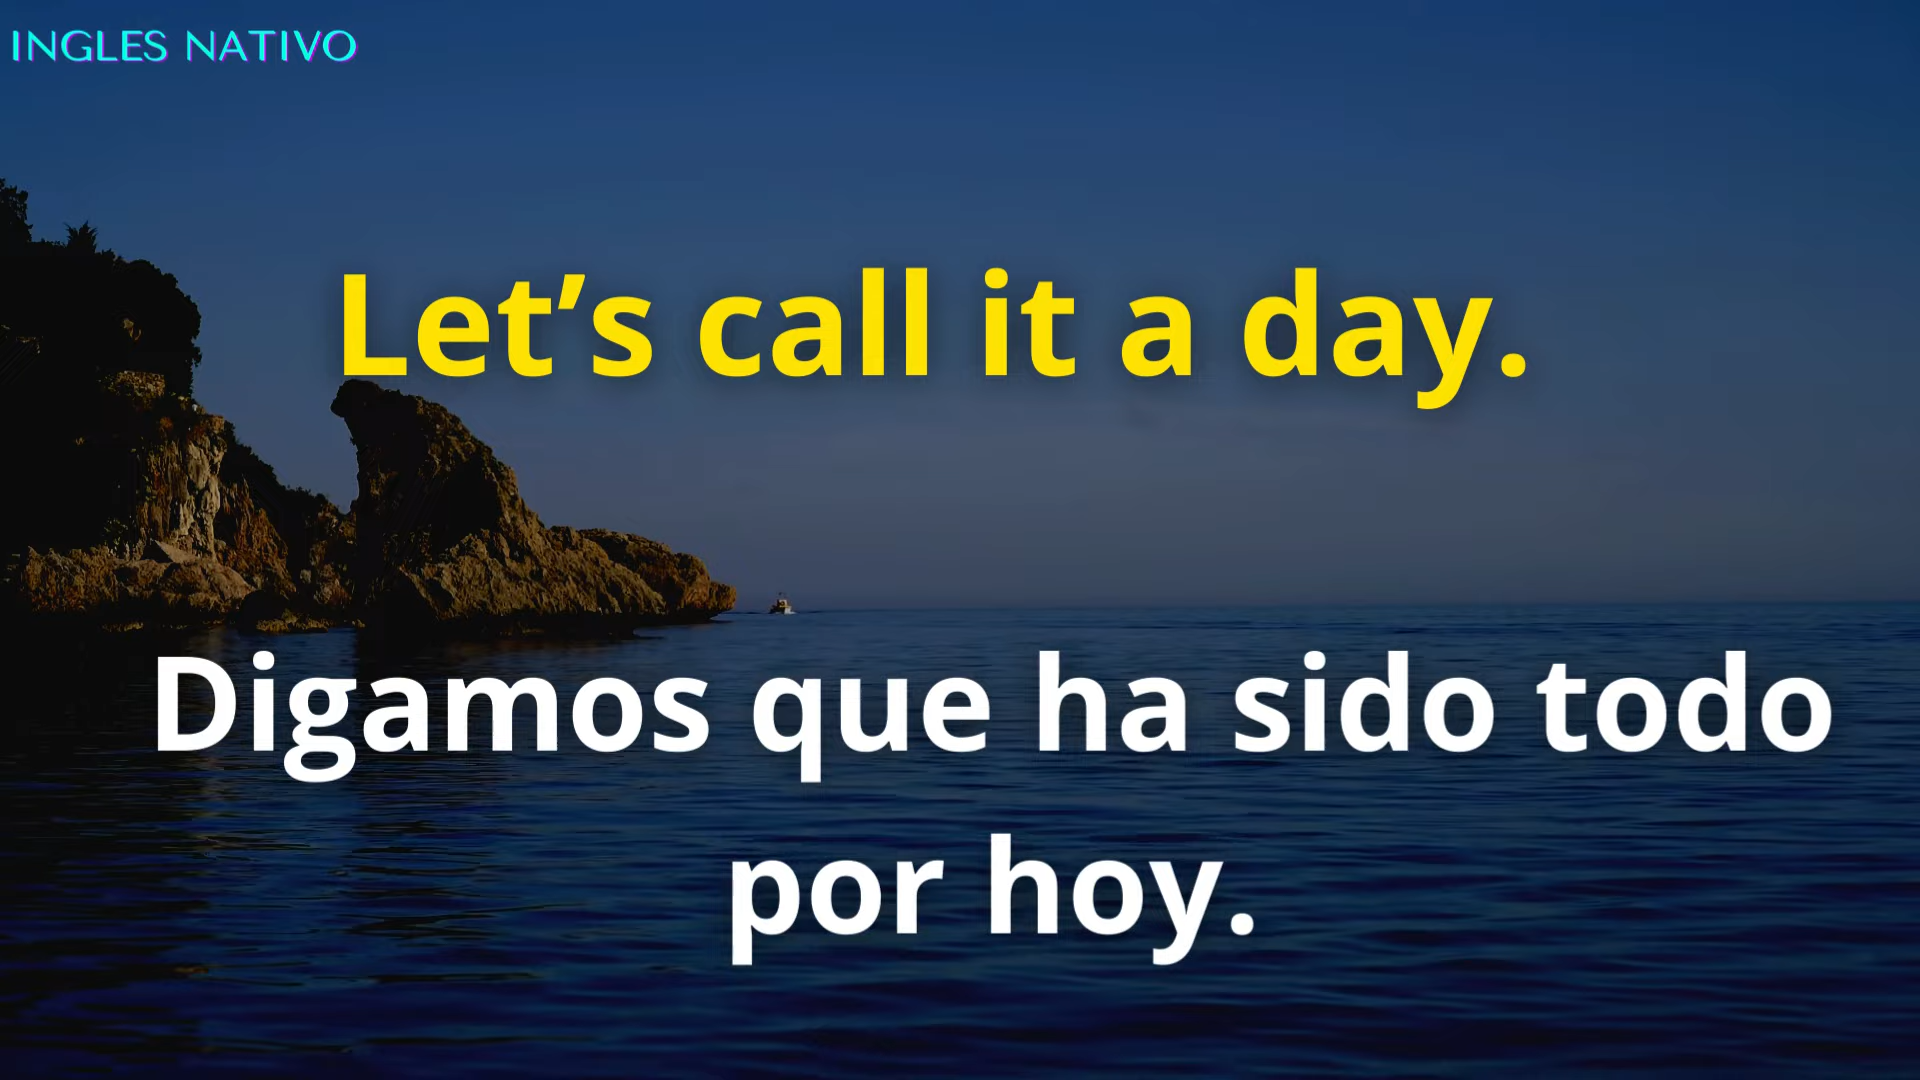 INGLES NATIVO
Let’s call it a day.
Digamos que ha sido todo
por hoy.